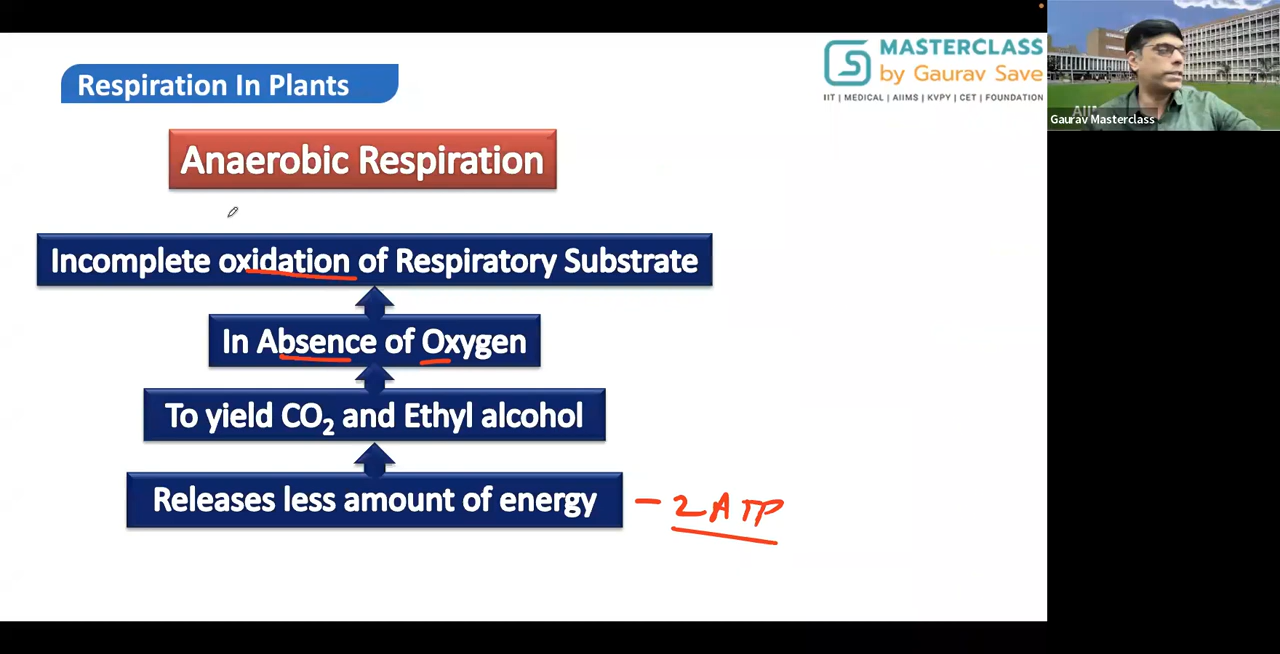 Respiration In Plants
MASTERCLASS
by Gaurav Save
IIT | MEDICAL | AIIMS | KVPY | CET | FOUNDATION
Gaurav Masterclass
Anaerobic Respiration
Incomplete oxidation of Respiratory Substrate
In Absence of Oxygen
To yield CO₂ and Ethyl alcohol
Releases less amount of energy
– 2 ATP